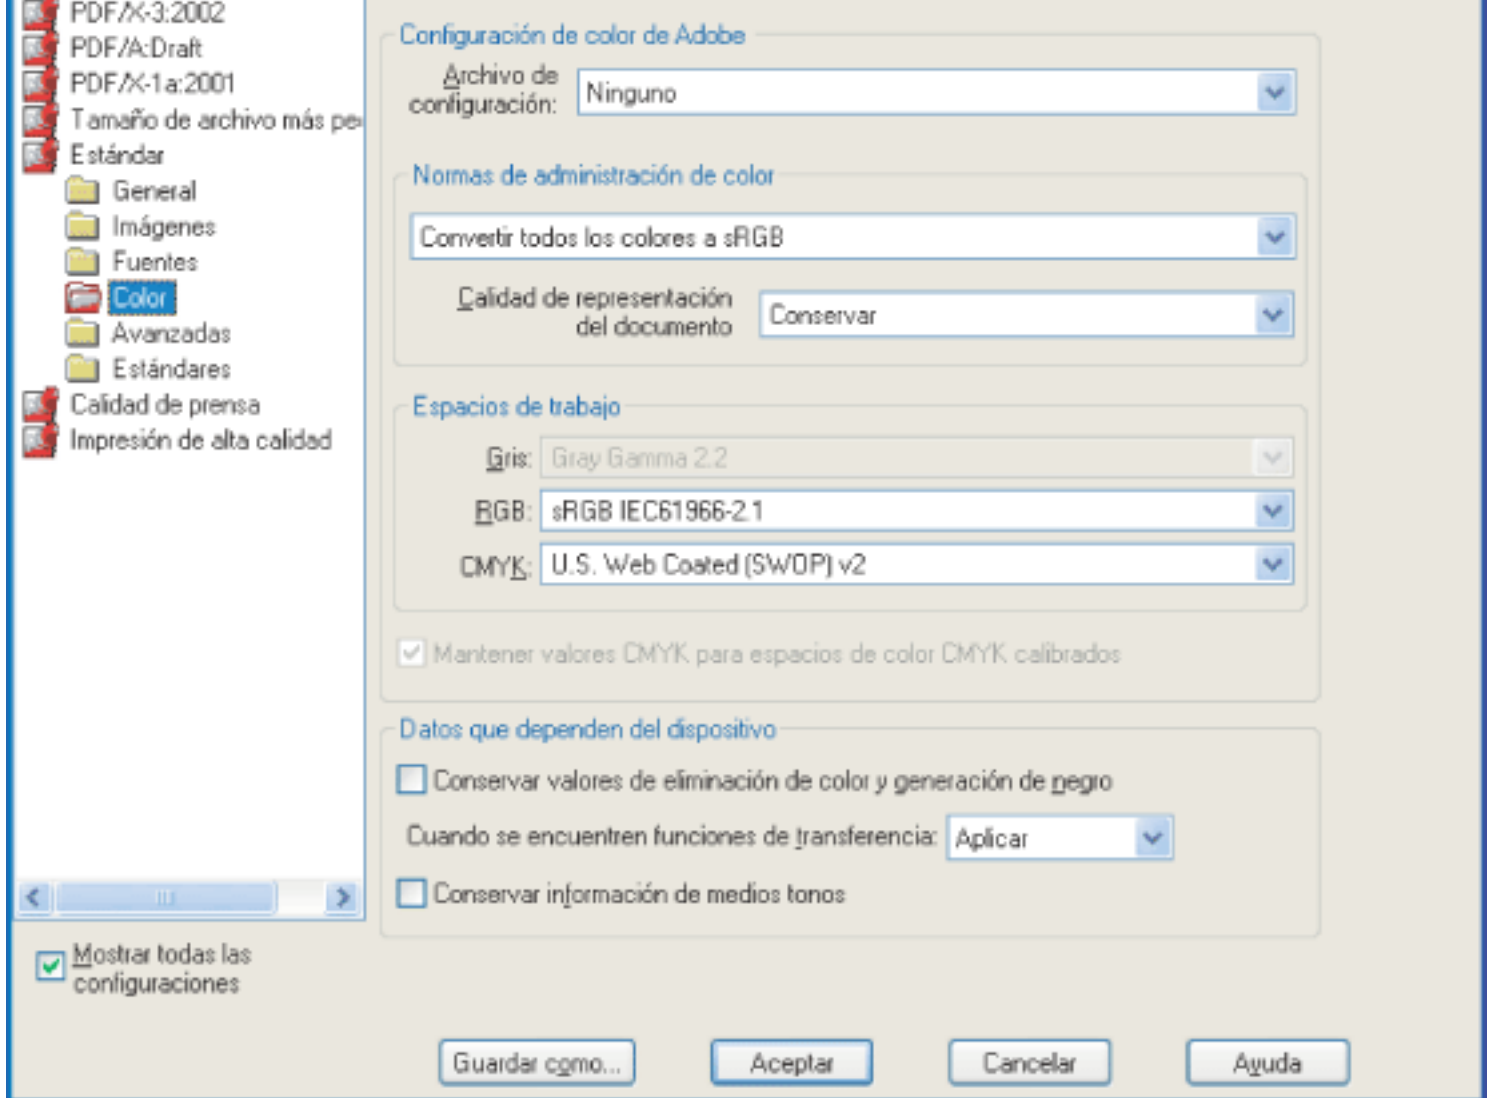 PDF/X-3:2002
PDF/A:Draft
PDF/X-1a:2001
Tamaño de archivo más pe
Estándar
General
Imágenes
Fuentes
Color
Avanzadas
Estándares
Calidad de prensa
Impresión de alta calidad
Mostrar todas las
configuraciones
Configuración de color de Adobe
Archivo de
configuración:
Ninguno
Normas de administración de color
Convertir todos los colores a sRGB
Calidad de representación
del documento
Conservar
Espacios de trabajo
Gris: Gray Gamma 2.2
RGB: sRGB IEC61966-2.1
CMYK: U.S. Web Coated (SWOP) v2
Mantener valores CMYK para espacios de color CMYK calibrados
Datos que dependen del dispositivo
Conservar valores de eliminación de color y generación de negro
Cuando se encuentren funciones de transferencia: Aplicar
Conservar información de medios tonos
Guardar como... Aceptar Cancelar Ayuda